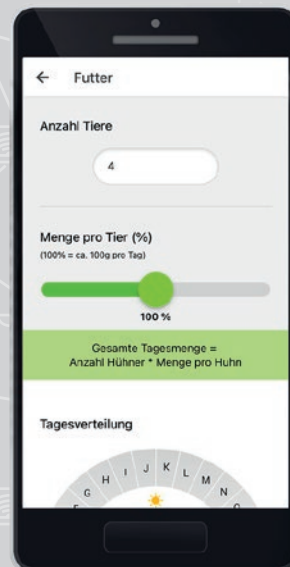 ← Futter
Anzahl Tiere
4
Menge pro Tier (%)
(100% = ca. 100g pro Tag)
100 %
Gesamte Tagesmenge =
Anzahl Hühner * Menge pro Huhn
Tagesverteilung
G H I J K L M N